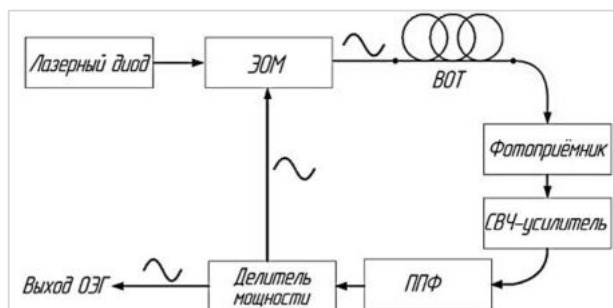 Лазерный диод
ЭОМ
ВОТ
Фотоприёмник
СВЧ-усилитель
ППФ
Делитель
мощности
Выход ОЭГ